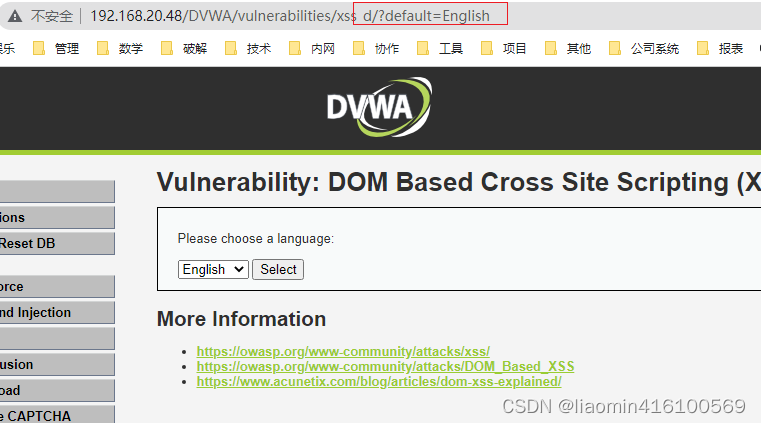 不安全 192.168.20.48/DVWA/vulnerabilities/xss_d/?default=English
娱乐 管理 数学 破解 技术 内网 协作 工具 项目 其他 公司系统 报表
DVWA
Vulnerability: DOM Based Cross Site Scripting (X
ions
Reset DB
orce
nd Injection
usion
oad
e CAPTCHA
Please choose a language:
English Select
More Information
https://owasp.org/www-community/attacks/xss/
https://owasp.org/www-community/attacks/DOM_Based_XSS
https://www.acunetix.com/blog/articles/dom-xss-explained/
CSDN @liaomin416100569